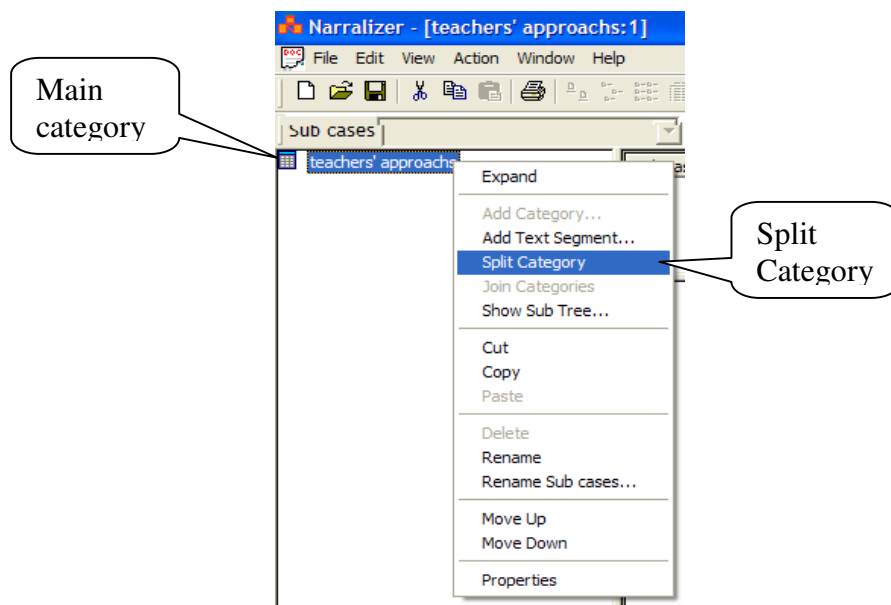 Narralizer - [teachers' approachs:1]
File Edit View Action Window Help
Main
category
Sub cases
teachers' approachs
Expand
Add Category...
Add Text Segment...
Split Category
Join Categories
Show Sub Tree...
Split
Category
Cut
Copy
Paste
Delete
Rename
Rename Sub cases...
Move Up
Move Down
Properties